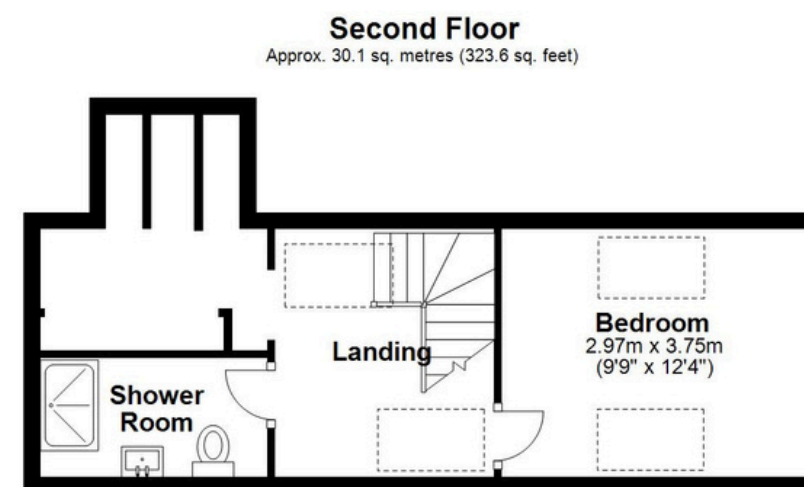 Second Floor
Approx. 30.1 sq. metres (323.6 sq. feet)
Bedroom
2.97m x 3.75m
(9'9" x 12'4")
Landing
Shower
Room